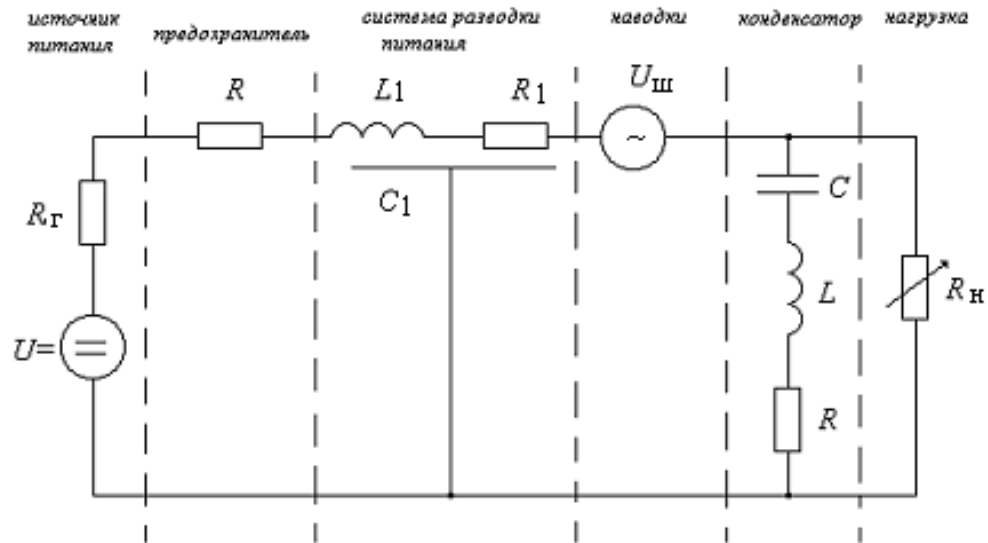 источник
питания
предохранитель
система разводки
питания
наводки
конденсатор
нагрузка
R
L1
R1
Uш
C1
C
L
R
Rг
U=
Rн